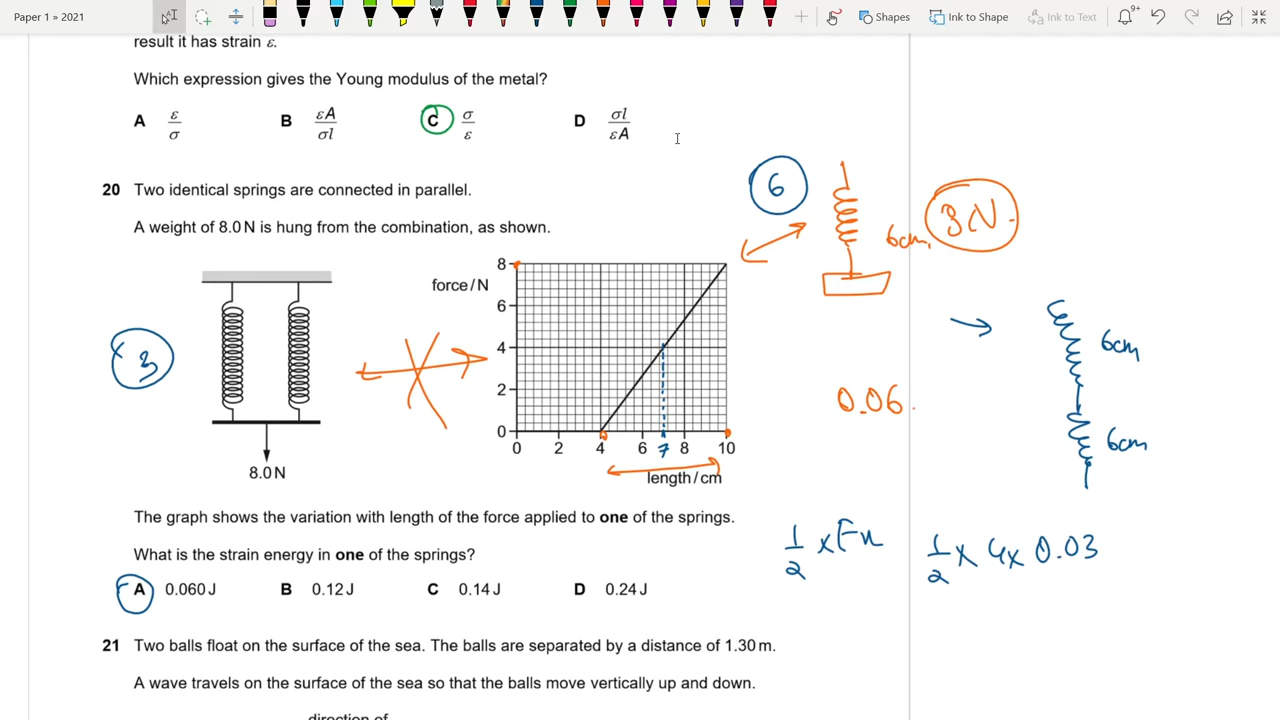 Paper 1 » 2021
Shapes
Ink to Shape
Ink to Text
9+
result it has strain ε.
Which expression gives the Young modulus of the metal?
A ε/σ B εA/σl C σ/ε D σl/εA
20 Two identical springs are connected in parallel.
A weight of 8.0 N is hung from the combination, as shown.
6
3N
6cm
force / N
8
6
4
2
0
0 2 4 6 7 8 10
length / cm
8.0 N
3
6cm
0.06
6cm
The graph shows the variation with length of the force applied to one of the springs.
What is the strain energy in one of the springs?
1/2 × Fx
1/2 × 4 × 0.03
A 0.060 J B 0.12 J C 0.14 J D 0.24 J
21 Two balls float on the surface of the sea. The balls are separated by a distance of 1.30 m.
A wave travels on the surface of the sea so that the balls move vertically up and down.
direction of